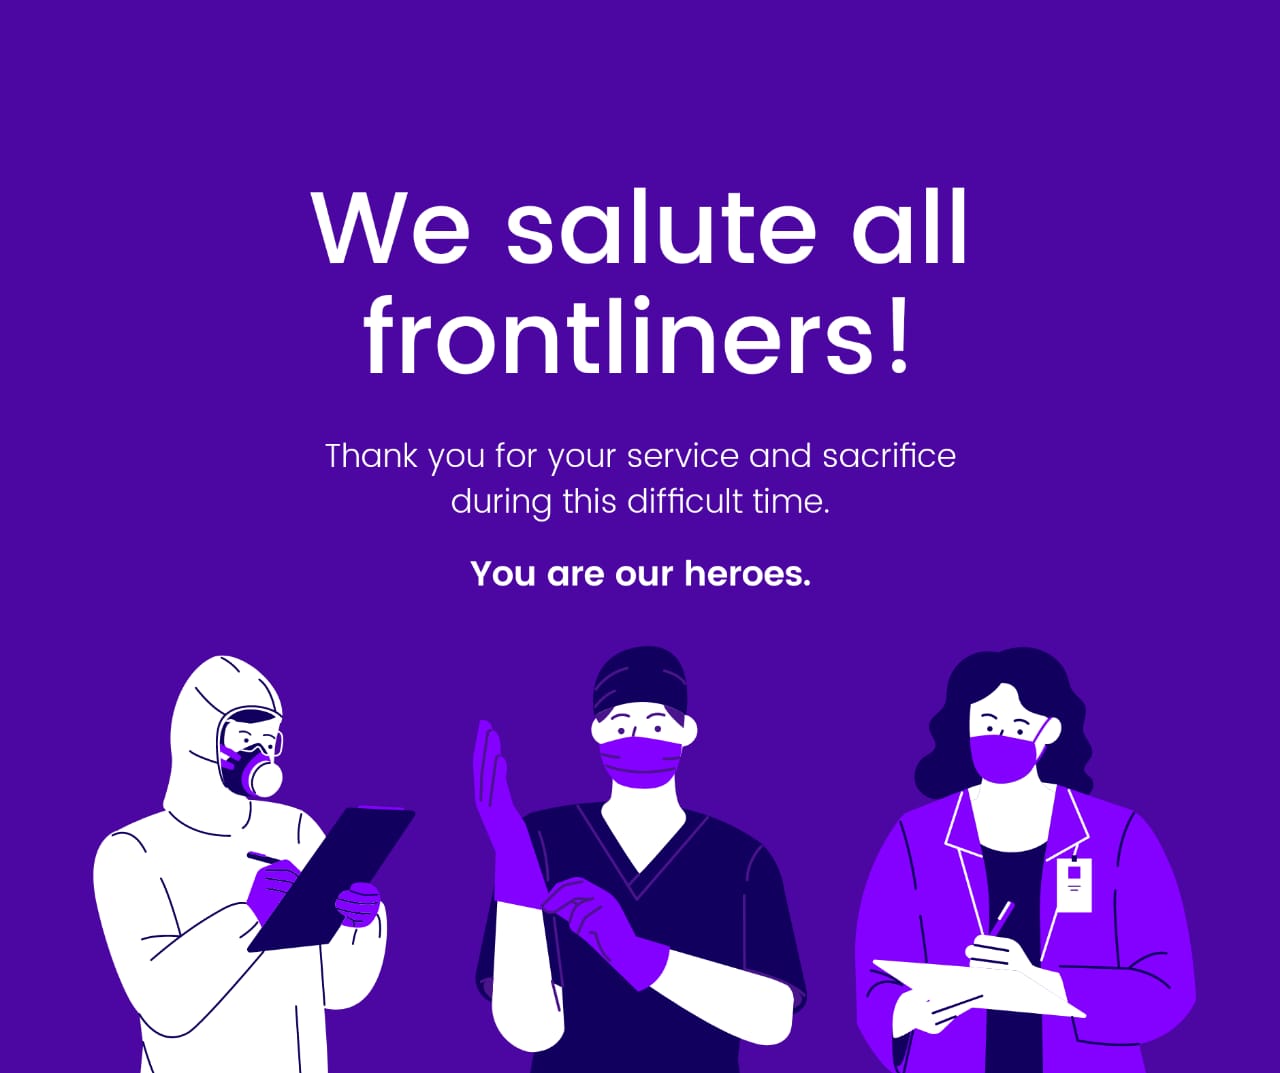 We salute all
frontliners!
Thank you for your service and sacrifice
during this difficult time.
You are our heroes.